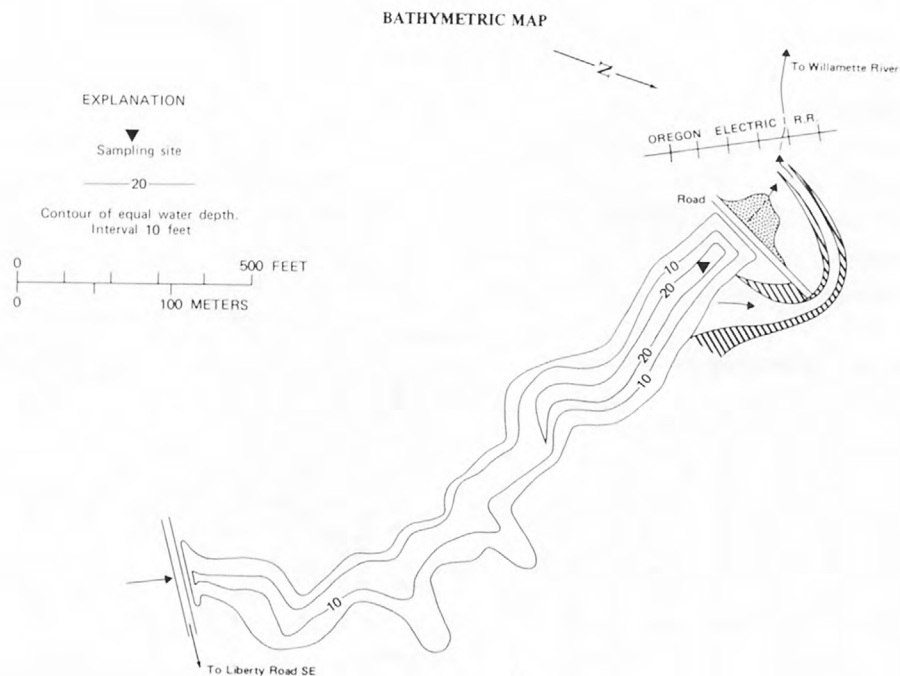 BATHYMETRIC MAP
N
To Willamette River
OREGON ELECTRIC R.R.
EXPLANATION
Sampling site
20
Contour of equal water depth.
Interval 10 feet
0 500 FEET
0 100 METERS
Road
10
20
20
10
10
To Liberty Road SE